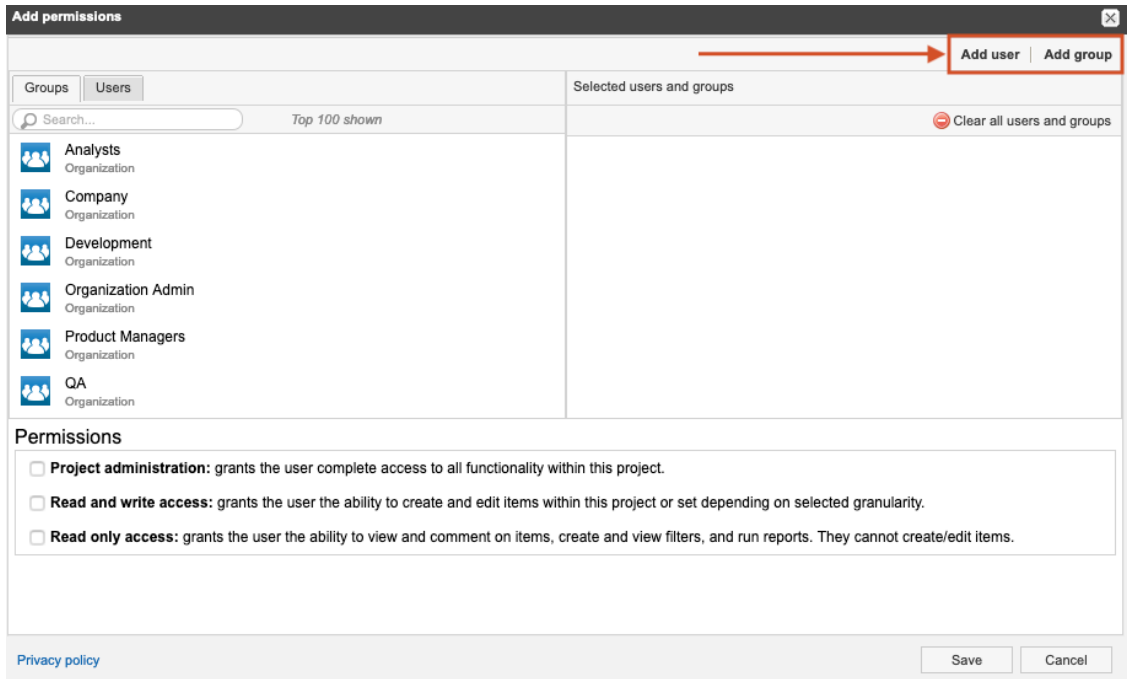 Add permissions
Add user
Add group
Groups
Users
Selected users and groups
Search...
Top 100 shown
Clear all users and groups
Analysts
Organization
Company
Organization
Development
Organization
Organization Admin
Organization
Product Managers
Organization
QA
Organization
Permissions
Project administration: grants the user complete access to all functionality within this project.
Read and write access: grants the user the ability to create and edit items within this project or set depending on selected granularity.
Read only access: grants the user the ability to view and comment on items, create and view filters, and run reports. They cannot create/edit items.
Privacy policy
Save
Cancel